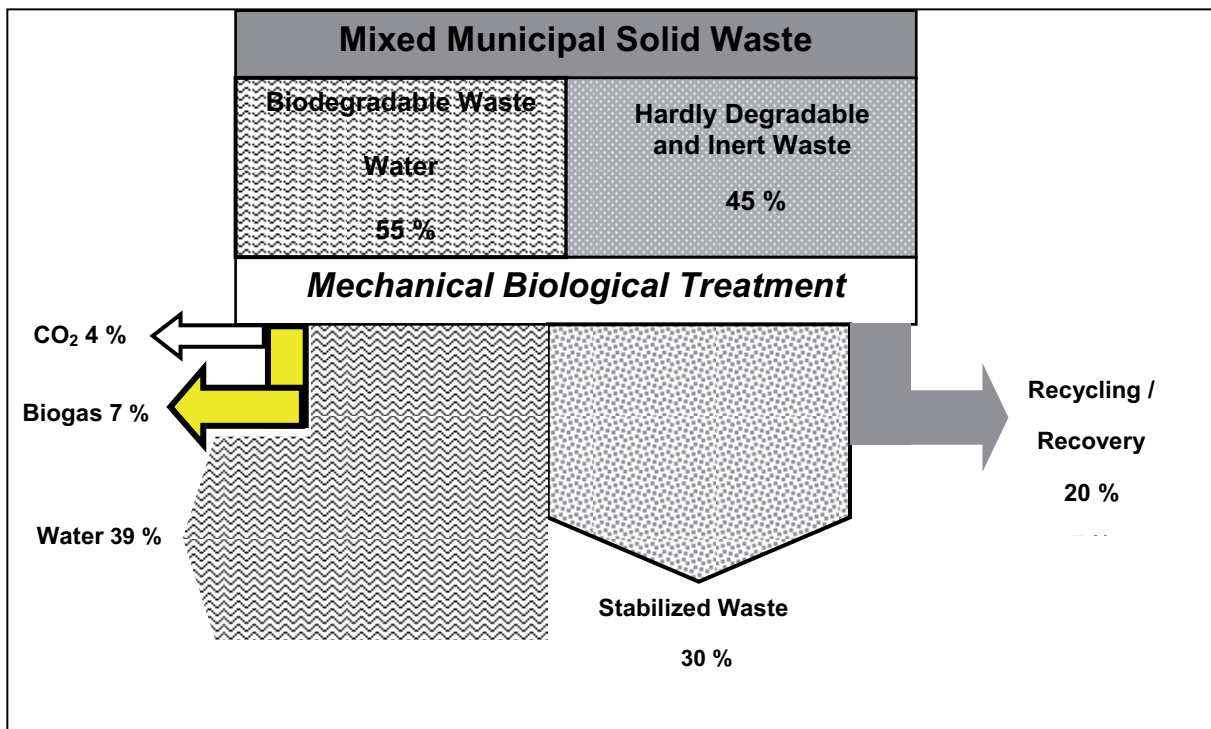 Mixed Municipal Solid Waste
Biodegradable Waste
Water
55 %
Hardly Degradable
and Inert Waste
45 %
Mechanical Biological Treatment
CO₂ 4 %
Biogas 7 %
Water 39 %
Stabilized Waste
30 %
Recycling /
Recovery
20 %